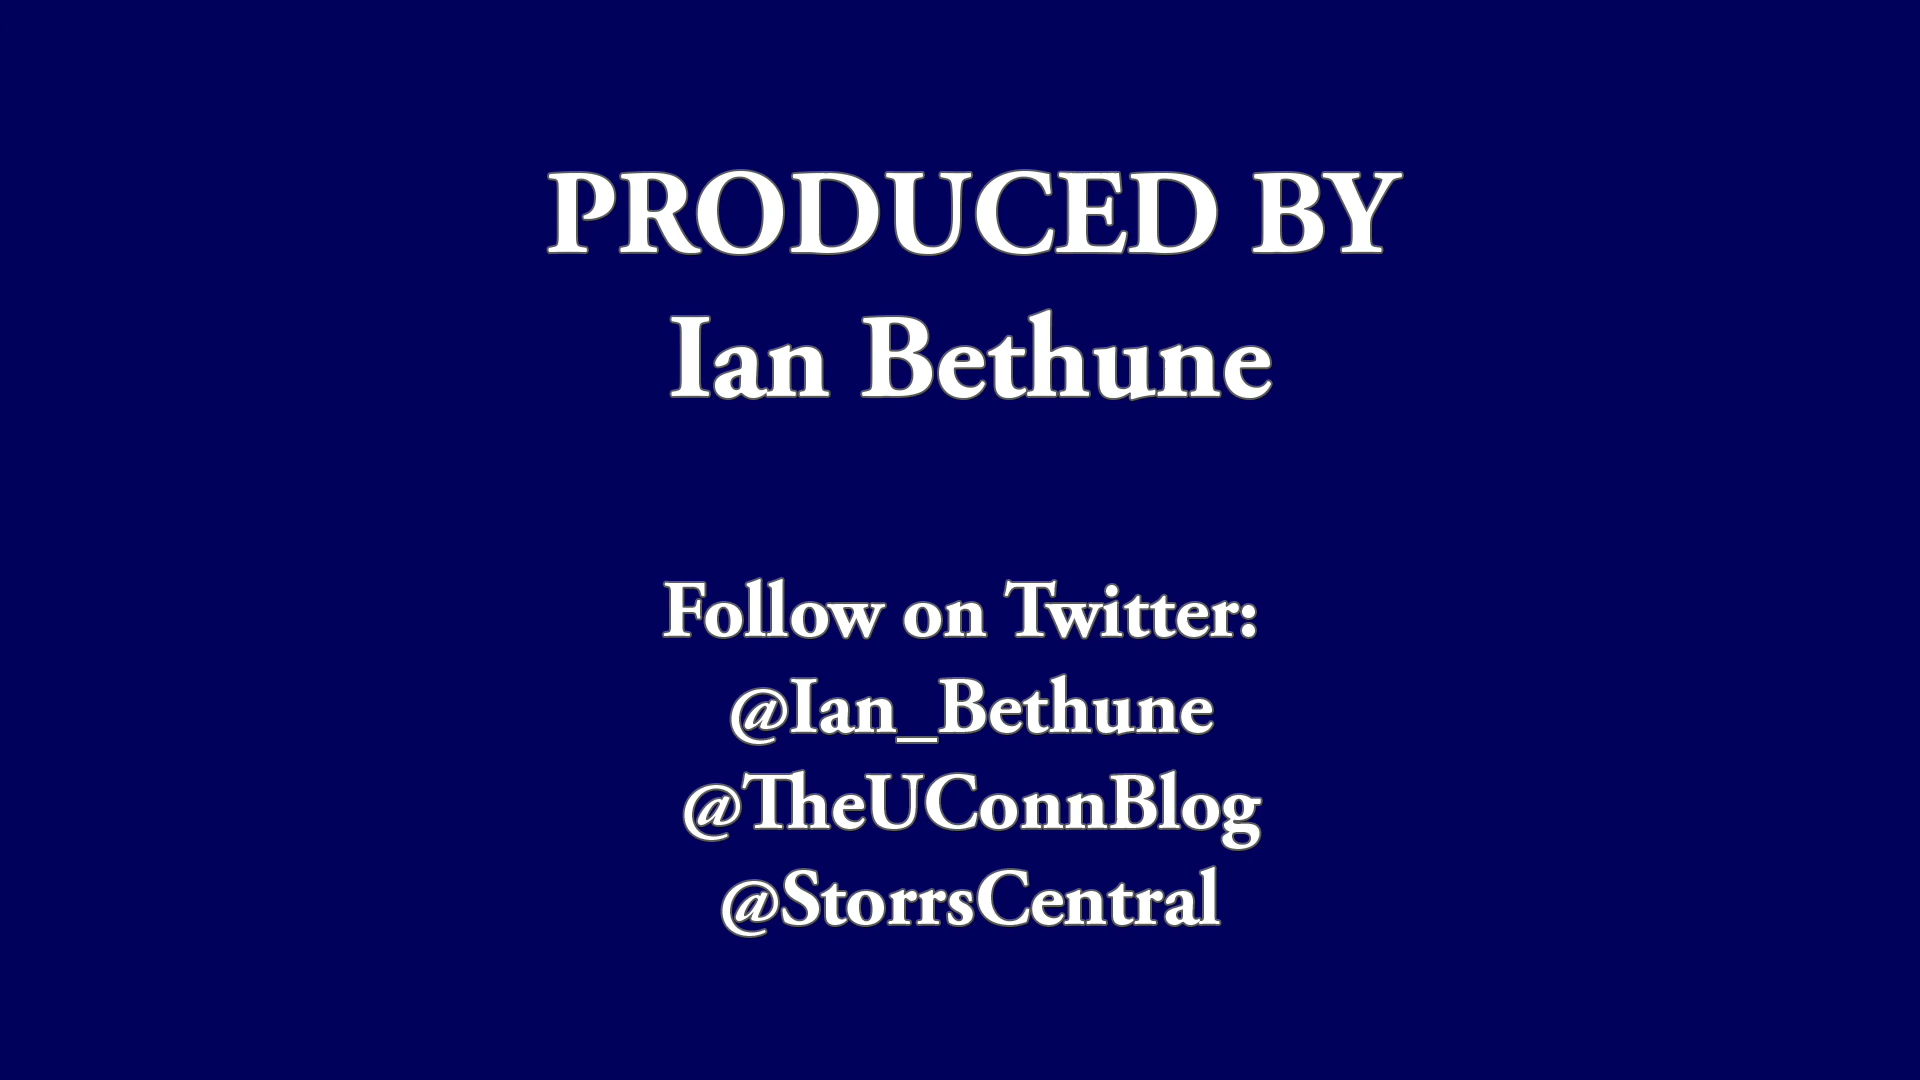 PRODUCED BY
Ian Bethune
Follow on Twitter:
@Ian_Bethune
@TheUConnBlog
@StorrsCentral